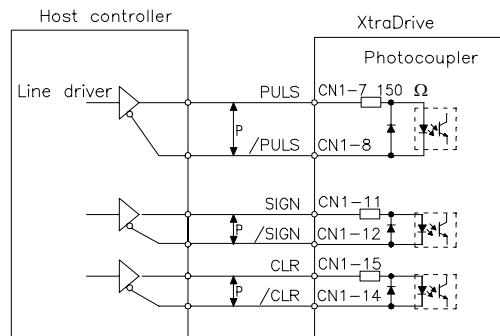 Host controller
XtraDrive
Photocoupler
Line driver
PULS CN1-7 150 Ω
P
/PULS CN1-8
SIGN CN1-11
P
/SIGN CN1-12
CLR CN1-15
P
/CLR CN1-14